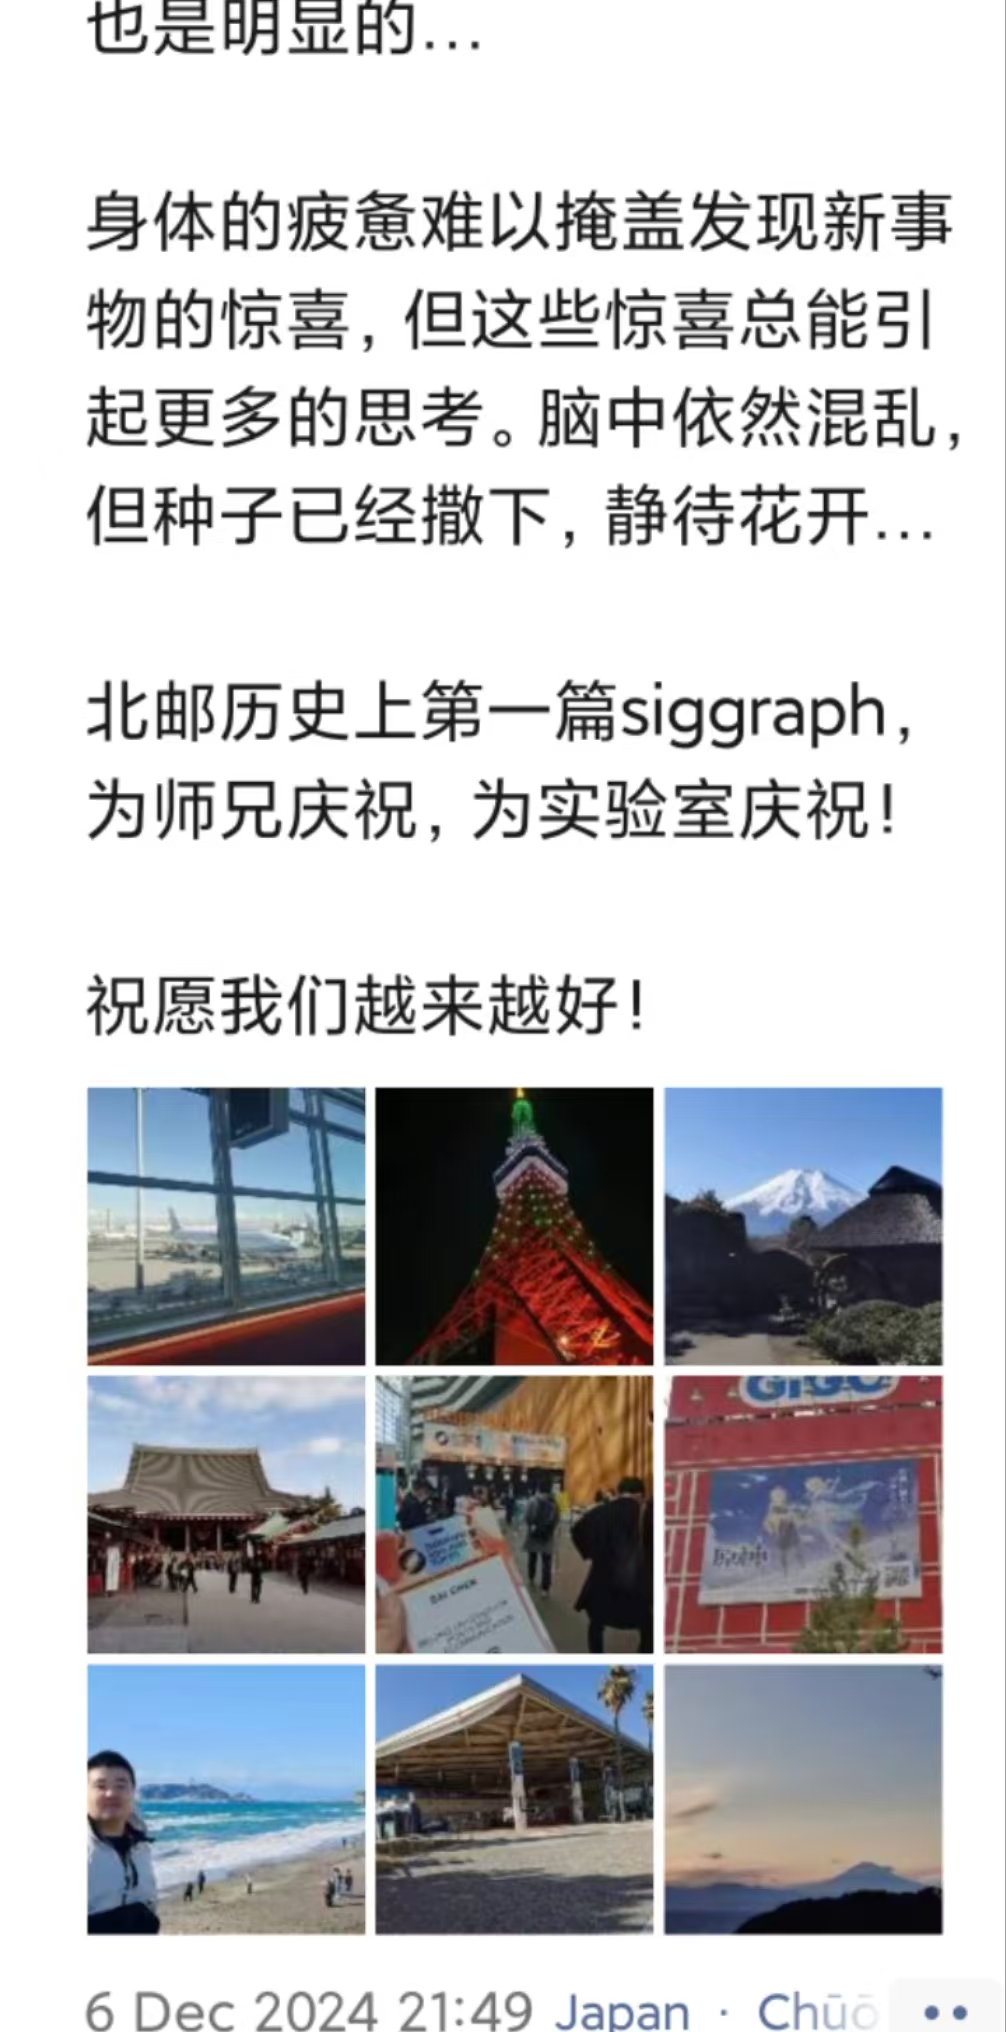 也是明显的...
身体的疲惫难以掩盖发现新事
物的惊喜，但这些惊喜总能引
起更多的思考。脑中依然混乱，
但种子已经撒下，静待花开...
北邮历史上第一篇siggraph，
为师兄庆祝，为实验室庆祝！
祝愿我们越来越好！
GiGO
原神
6 Dec 2024 21:49 Japan · Chūō